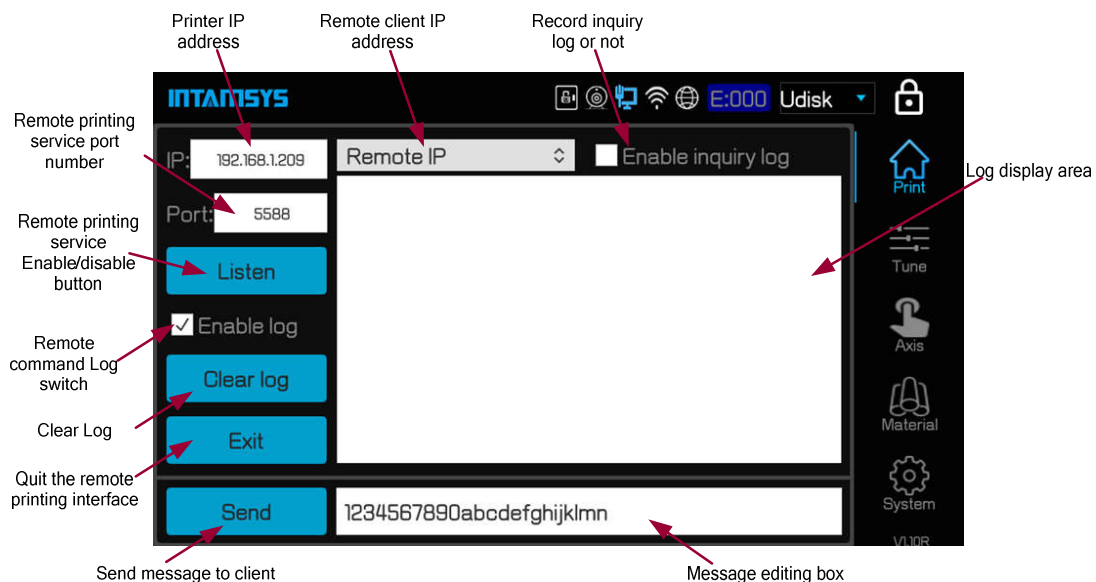 Printer IP
address
Remote client IP
address
Record inquiry
log or not
INTAMSYS
E:000
Udisk
Remote printing
service port
number
IP:
192.168.1.209
Remote IP
Enable inquiry log
Log display area
Print
Port:
5588
Remote printing
service
Enable/disable
button
Listen
Tune
Enable log
Remote
command Log
switch
Axis
Clear log
Clear Log
Exit
Material
Quit the remote
printing interface
Send
1234567890abcdefghijklmn
System
V1.10R
Send message to client
Message editing box